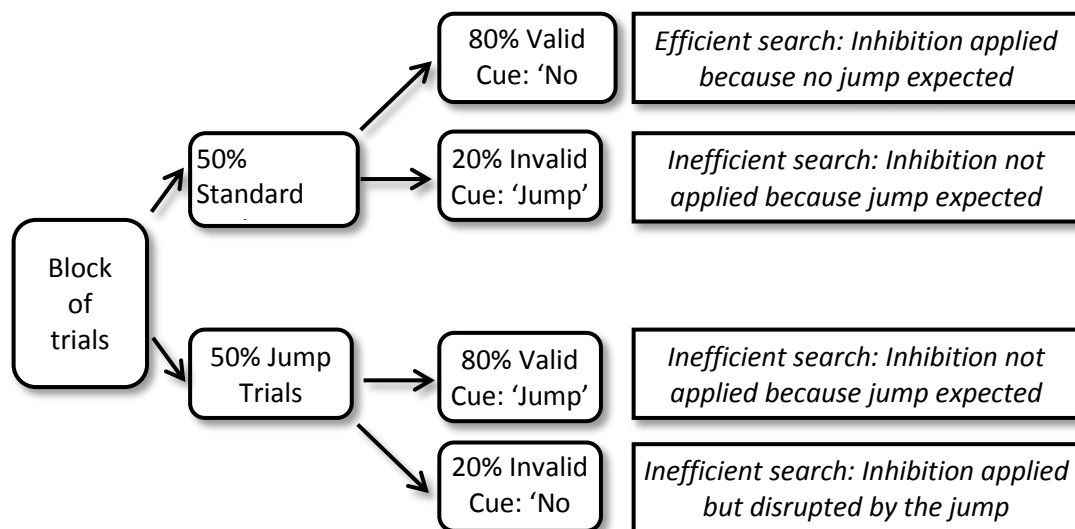 80% Valid
Cue: ‘No
Efficient search: Inhibition applied
because no jump expected
50%
Standard
20% Invalid
Cue: ‘Jump’
Inefficient search: Inhibition not
applied because jump expected
Block
of
trials
50% Jump
Trials
80% Valid
Cue: ‘Jump’
Inefficient search: Inhibition not
applied because jump expected
20% Invalid
Cue: ‘No
Inefficient search: Inhibition applied
but disrupted by the jump